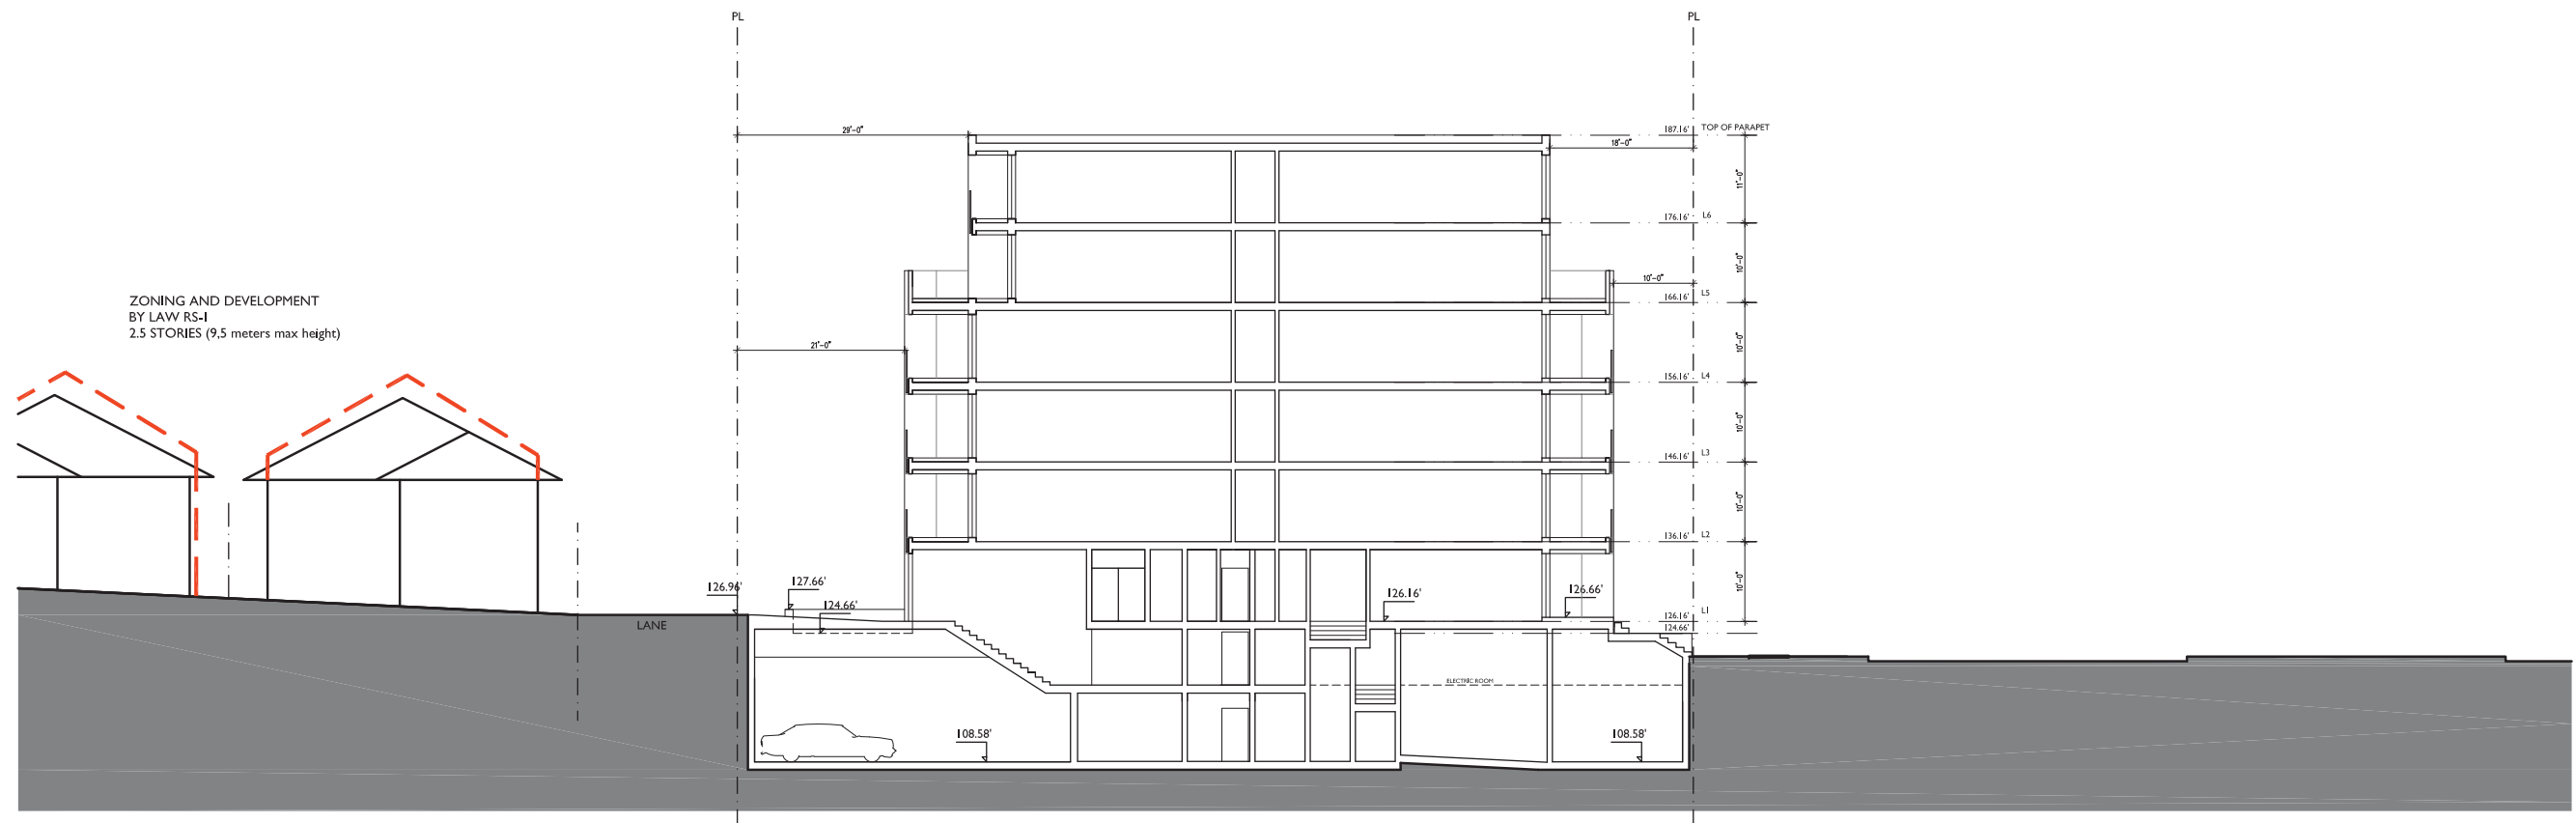 PL
PL
29'-0"
187.16'
TOP OF PARAPET
18'-0"
11'-0"
176.16'
L6
10'-0"
10'-0"
166.16'
L5
ZONING AND DEVELOPMENT
BY LAW RS-1
2.5 STORIES (9,5 meters max height)
21'-0"
10'-0"
156.16'
L4
10'-0"
146.16'
L3
10'-0"
136.16'
L2
10'-0"
126.96'
127.66'
124.66'
126.16'
126.66'
126.16'
L1
124.66'
LANE
ELECTRIC ROOM
108.58'
108.58'